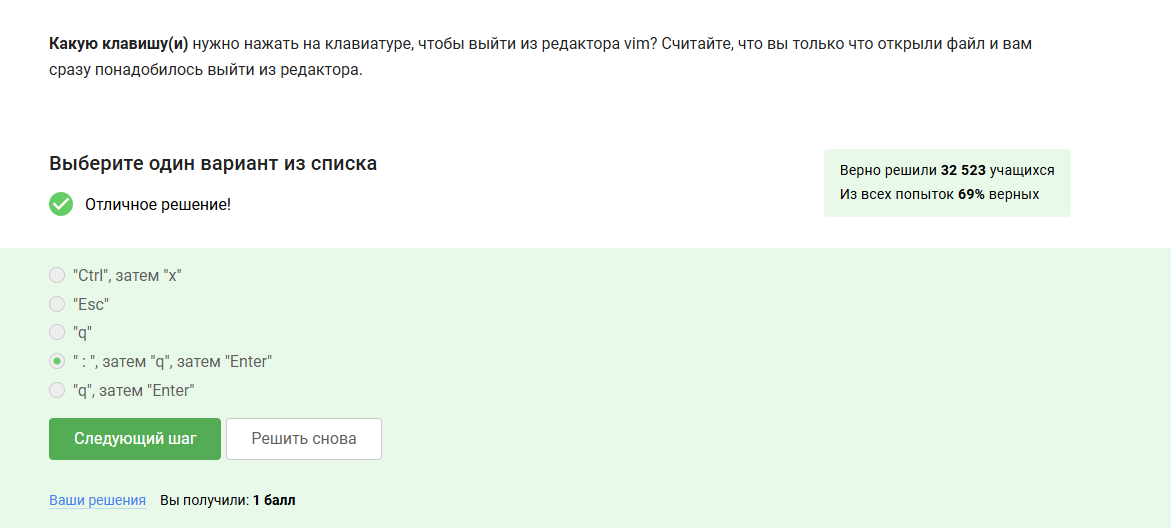 Какую клавишу(и) нужно нажать на клавиатуре, чтобы выйти из редактора vim? Считайте, что вы только что открыли файл и вам
сразу понадобилось выйти из редактора.
Выберите один вариант из списка
Отличное решение!
Верно решили 32 523 учащихся
Из всех попыток 69% верных
"Ctrl", затем "x"
"Esc"
"q"
" : ", затем "q", затем "Enter"
"q", затем "Enter"
Следующий шаг
Решить снова
Ваши решения
Вы получили: 1 балл